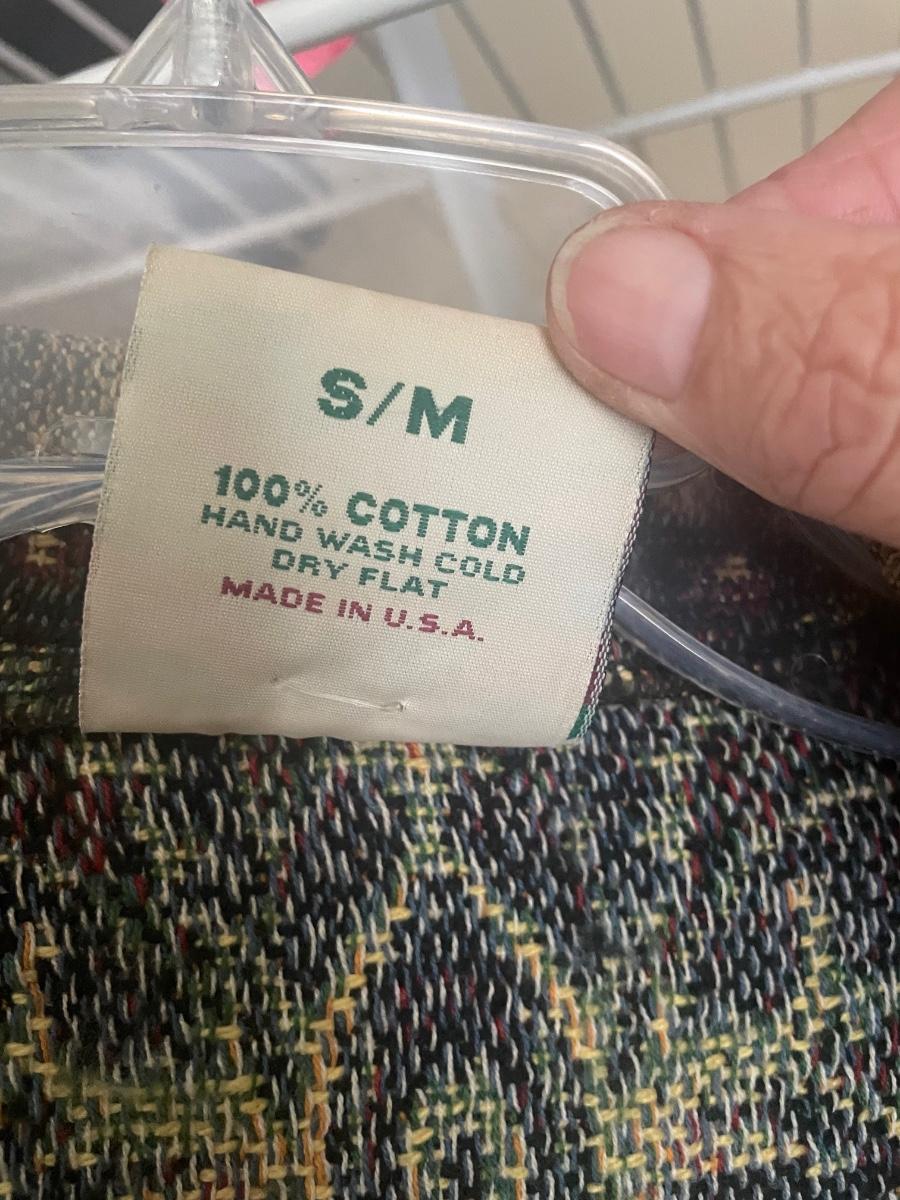 S/M
100% COTTON
HAND WASH COLD
DRY FLAT
MADE IN U.S.A.